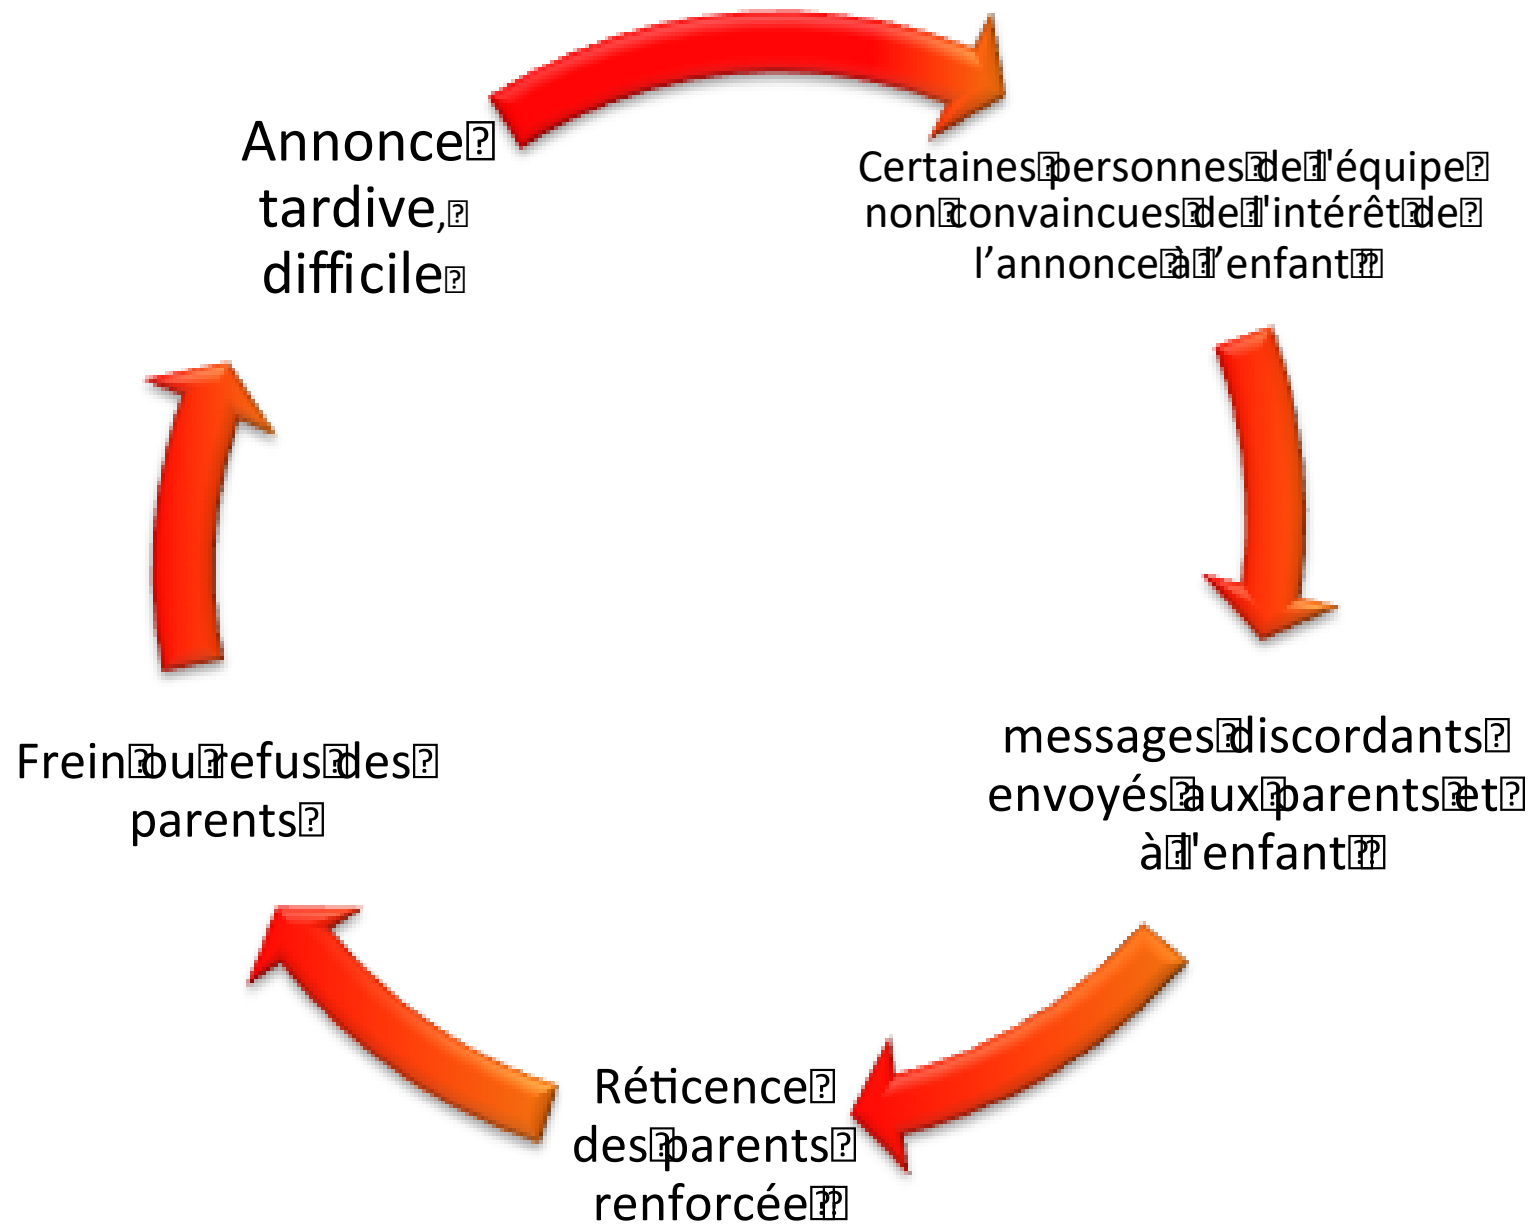 Annonce
tardive,
difficile
Certaines personnes de l'équipe
non convaincues de l'intérêt de
l’annonce à l’enfant
messages discordants
envoyés aux parents et
à l'enfant
Réticence
des parents
renforcée
Frein ou refus des
parents